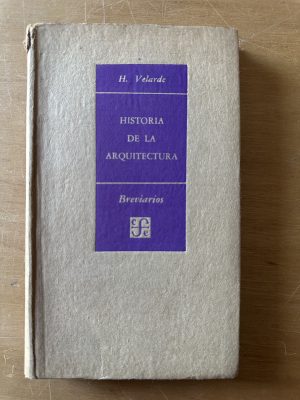 H. Velarde
HISTORIA
DE LA
ARQUITECTURA
Breviarios